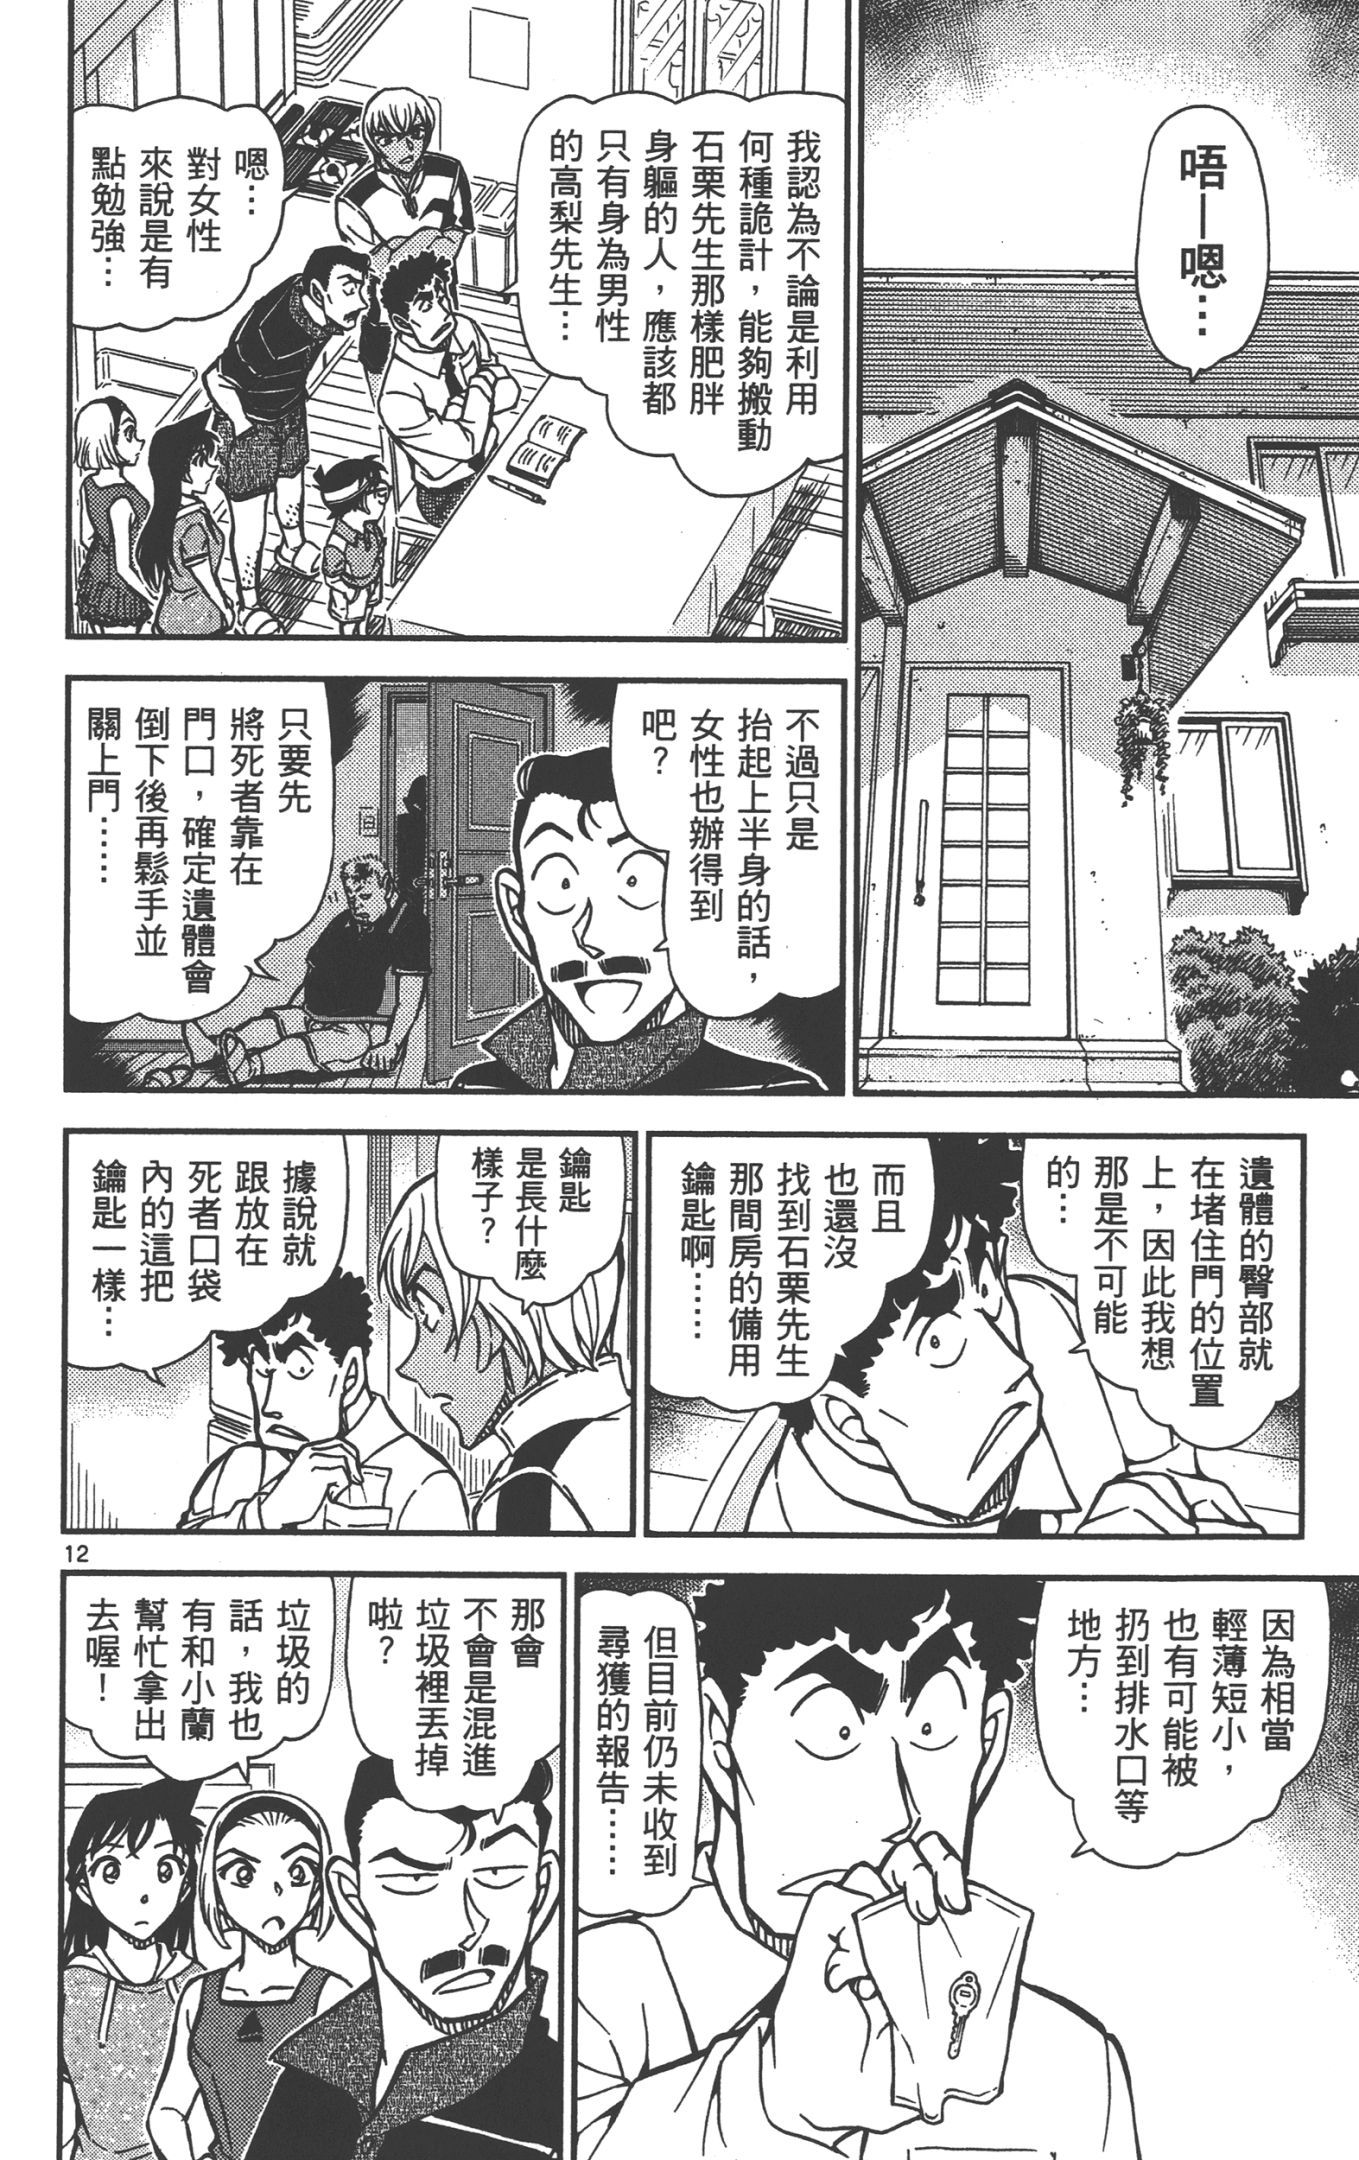 唔—嗯…
我認為不論是利用
何種詭計，能夠搬動
石栗先生那樣肥胖
身軀的人，應該都
只有身為男性
的高梨先生…
嗯…
對女性
來說是有
點勉強…
不過只是
抬起上半身的話，
女性也辦得到
吧？
只要先
將死者靠在
門口，確定遺體會
倒下後再鬆手並
關上門……
遺體的臀部就
在堵住門的位置
上，因此我想
那是不可能
的…
而且
也還沒
找到石栗先生
那間房的備用
鑰匙啊……
鑰匙
是長什麼
樣子？
據說就
跟放在
死者口袋
內的這把
鑰匙一樣…
因為相當
輕薄短小，
也有可能被
扔到排水口等
地方…
但目前仍未收到
尋獲的報告……
那會
不會是混進
垃圾裡丟掉
啦？
垃圾的
話，我也
有和小蘭
幫忙拿出
去喔！
12